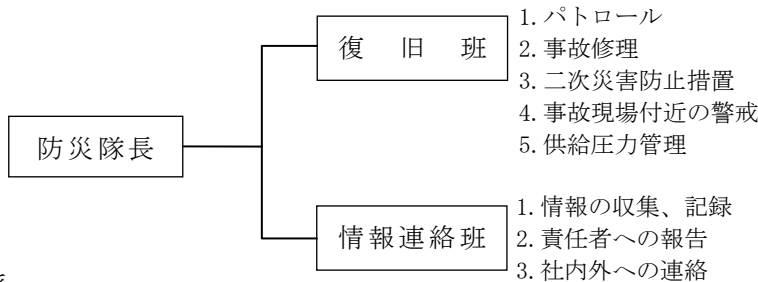 防災隊長
復旧班
1.パトロール
2.事故修理
3.二次災害防止措置
4.事故現場付近の警戒
5.供給圧力管理
情報連絡班
1.情報の収集、記録
2.責任者への報告
3.社内外への連絡